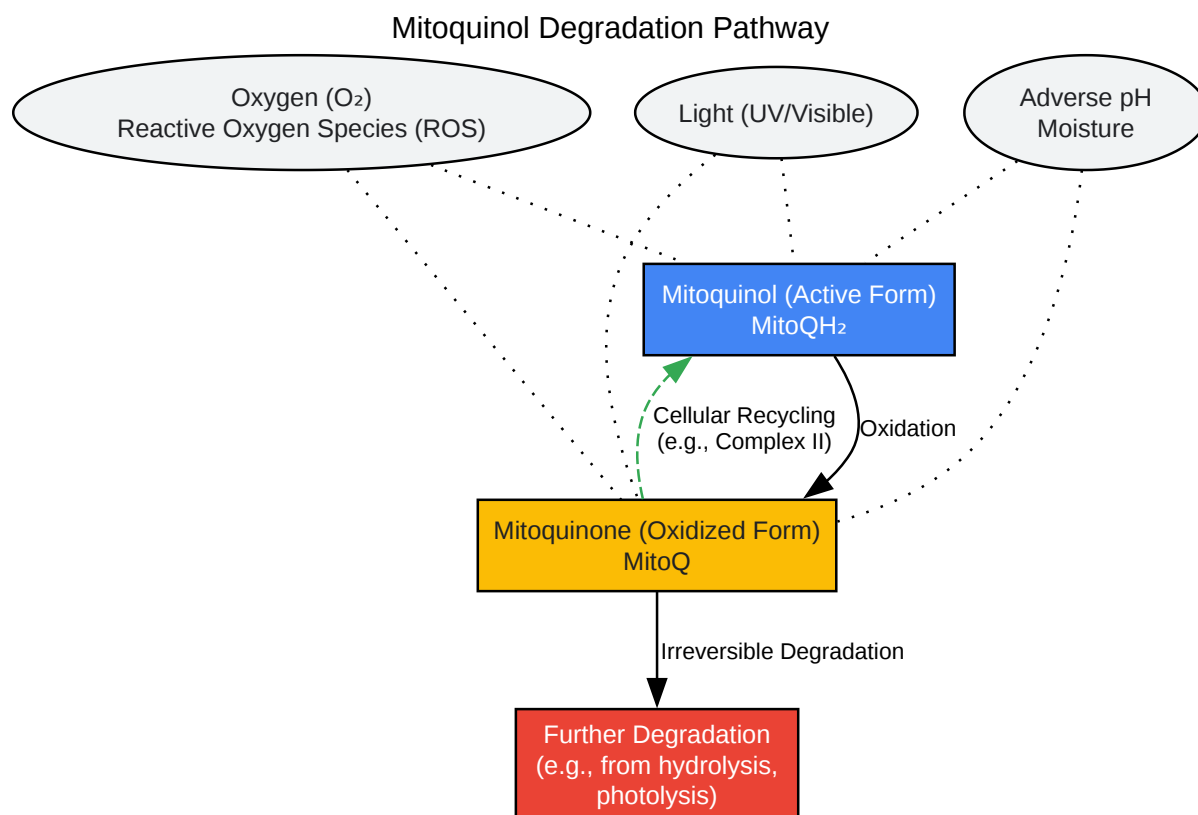 Mitoquinol Degradation Pathway
Oxygen (O₂)
Reactive Oxygen Species (ROS)
Light (UV/Visible)
Adverse pH
Moisture
Mitoquinol (Active Form)
MitoQH₂
Cellular Recycling
(e.g., Complex II)
Oxidation
Mitoquinone (Oxidized Form)
MitoQ
Irreversible Degradation
Further Degradation
(e.g., from hydrolysis,
photolysis)